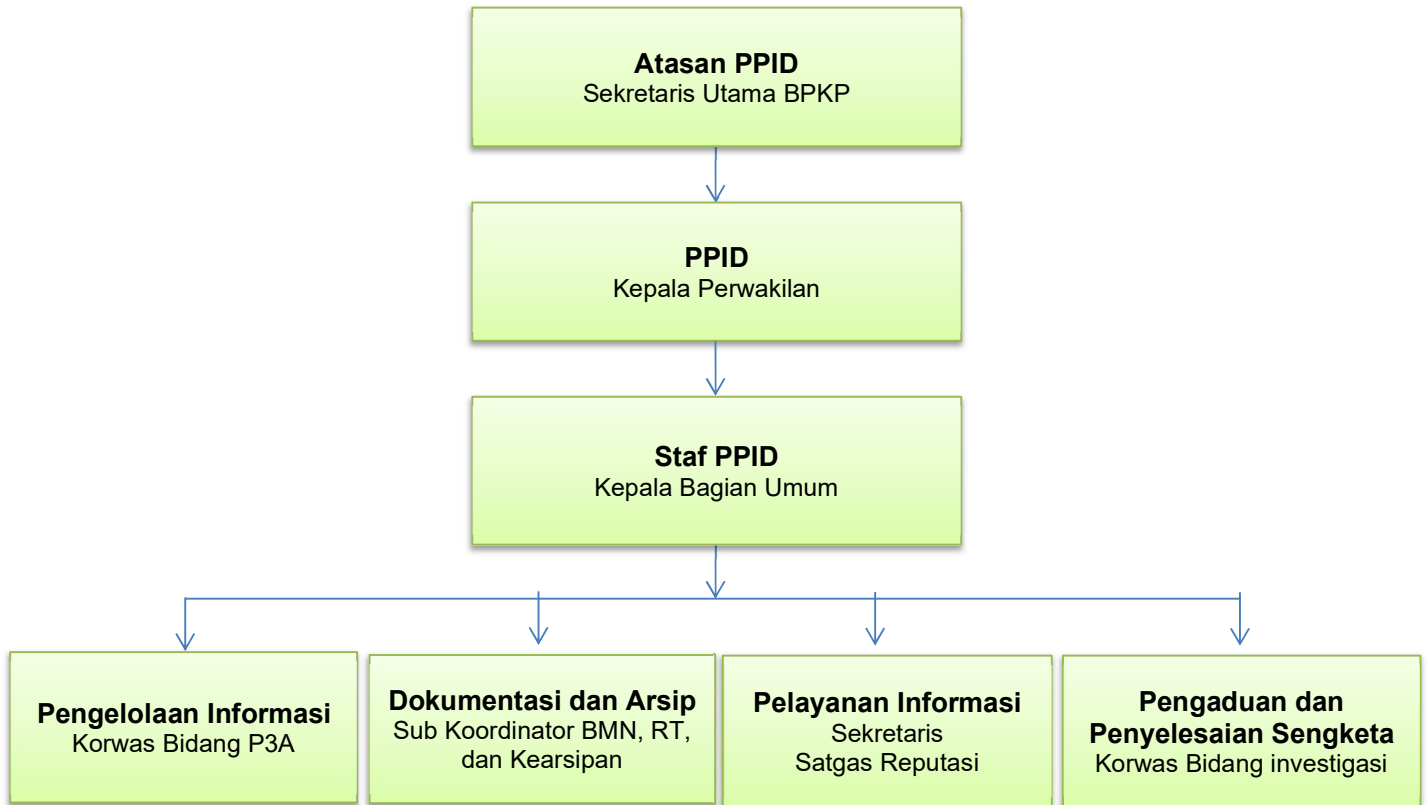 Atasan PPID
Sekretaris Utama BPKP
PPID
Kepala Perwakilan
Staf PPID
Kepala Bagian Umum
Pengelolaan Informasi
Korwas Bidang P3A
Dokumentasi dan Arsip
Sub Koordinator BMN, RT,
dan Kearsipan
Pelayanan Informasi
Sekretaris
Satgas Reputasi
Pengaduan dan
Penyelesaian Sengketa
Korwas Bidang investigasi